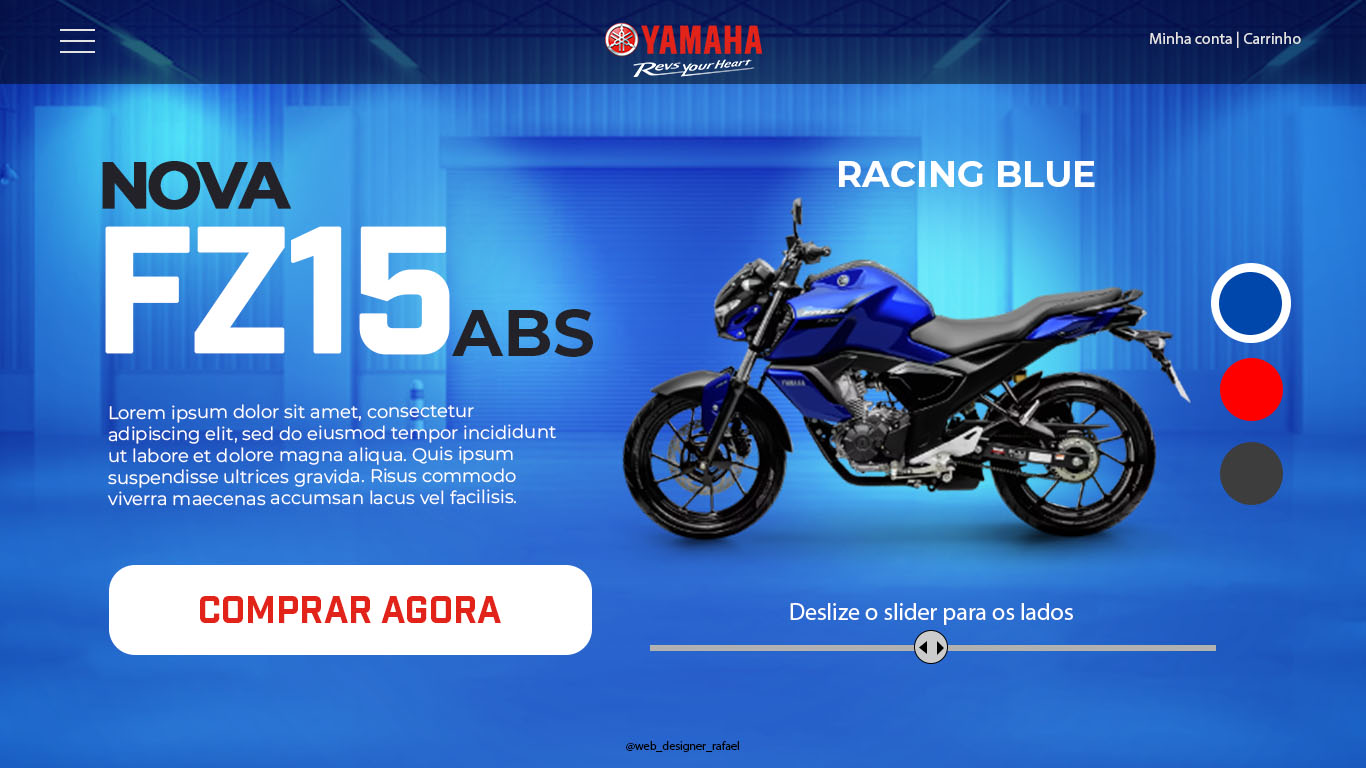 YAMAHA
Revs Your Heart
Minha conta | Carrinho
NOVA
FZ15
ABS
RACING BLUE
FAZER
YAMAHA
Lorem ipsum dolor sit amet, consectetur
adipiscing elit, sed do eiusmod tempor incididunt
ut labore et dolore magna aliqua. Quis ipsum
suspendisse ultrices gravida. Risus commodo
viverra maecenas accumsan lacus vel facilisis.
COMPRAR AGORA
Deslize o slider para os lados
@web_designer_rafael